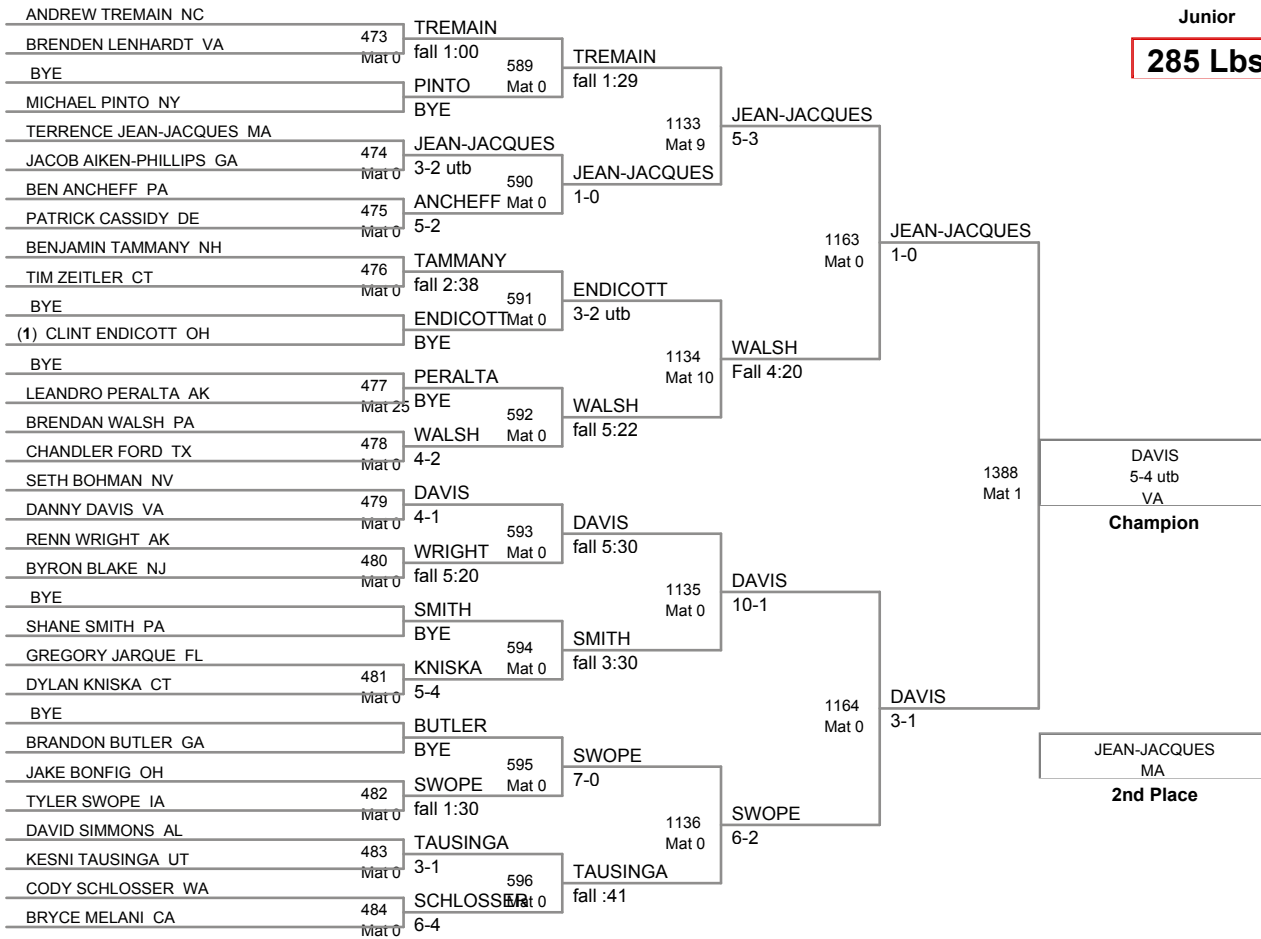 Junior
285 Lbs
ANDREW TREMAIN NC
BRENDEN LENHARDT VA
BYE
MICHAEL PINTO NY
TERRENCE JEAN-JACQUES MA
JACOB AIKEN-PHILLIPS GA
BEN ANCHEFF PA
PATRICK CASSIDY DE
BENJAMIN TAMMANY NH
TIM ZEITLER CT
BYE
(1) CLINT ENDICOTT OH
BYE
LEANDRO PERALTA AK
BRENDAN WALSH PA
CHANDLER FORD TX
SETH BOHMAN NV
DANNY DAVIS VA
RENN WRIGHT AK
BYRON BLAKE NJ
BYE
SHANE SMITH PA
GREGORY JARQUE FL
DYLAN KNISKA CT
BYE
BRANDON BUTLER GA
JAKE BONFIG OH
TYLER SWOPE IA
DAVID SIMMONS AL
KESNI TAUSINGA UT
CODY SCHLOSSER WA
BRYCE MELANI CA
473
Mat 0
474
Mat 0
475
Mat 0
476
Mat 0
477
Mat 25
478
Mat 0
479
Mat 0
480
Mat 0
481
Mat 0
482
Mat 0
483
Mat 0
484
Mat 0
TREMAIN
fall 1:00
PINTO
BYE
JEAN-JACQUES
3-2 utb
ANCHEFF
5-2
TAMMANY
fall 2:38
ENDICOTT
BYE
PERALTA
BYE
WALSH
4-2
DAVIS
4-1
WRIGHT
fall 5:20
SMITH
BYE
KNISKA
5-4
BUTLER
BYE
SWOPE
fall 1:30
TAUSINGA
3-1
SCHLOSSER
6-4
589
Mat 0
590
Mat 0
591
Mat 0
592
Mat 0
593
Mat 0
594
Mat 0
595
Mat 0
596
Mat 0
TREMAIN
fall 1:29
JEAN-JACQUES
1-0
ENDICOTT
3-2 utb
WALSH
fall 5:22
DAVIS
fall 5:30
SMITH
fall 3:30
SWOPE
7-0
TAUSINGA
fall :41
1133
Mat 9
1134
Mat 10
1135
Mat 0
1136
Mat 0
JEAN-JACQUES
5-3
WALSH
Fall 4:20
DAVIS
10-1
SWOPE
6-2
1163
Mat 0
1164
Mat 0
JEAN-JACQUES
1-0
DAVIS
3-1
1388
Mat 1
DAVIS
5-4 utb
VA
Champion
JEAN-JACQUES
MA
2nd Place